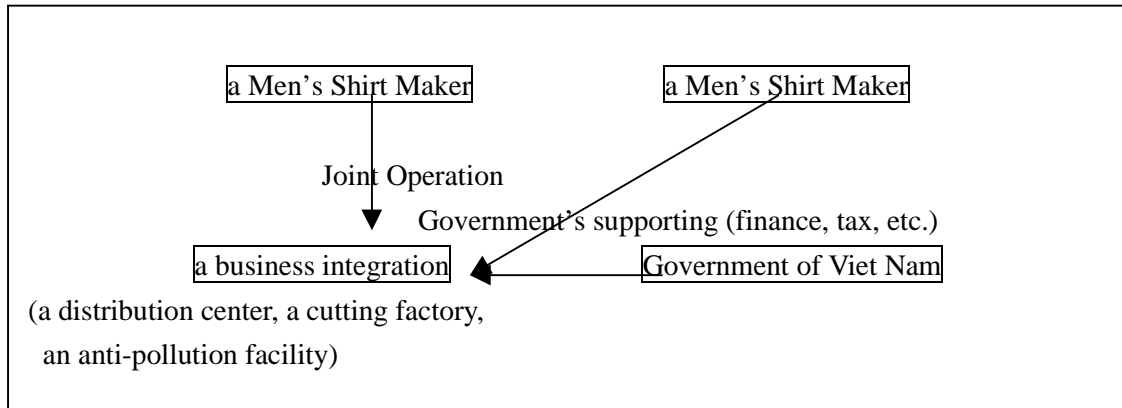 a Men’s Shirt Maker
a Men’s Shirt Maker
Joint Operation
Government’s supporting (finance, tax, etc.)
a business integration
Government of Viet Nam
(a distribution center, a cutting factory,
an anti-pollution facility)